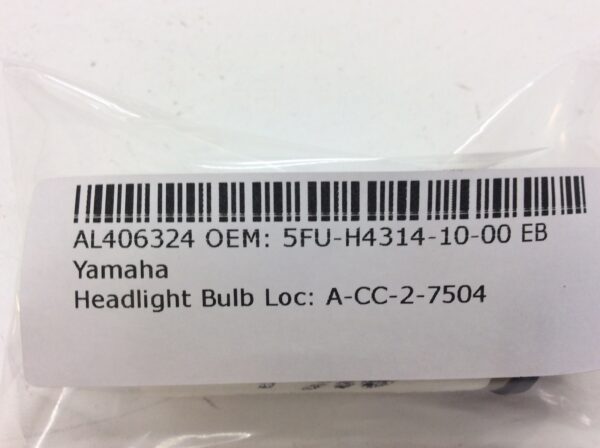 AL406324 OEM: 5FU-H4314-10-00 EB
Yamaha
Headlight Bulb Loc: A-CC-2-7504